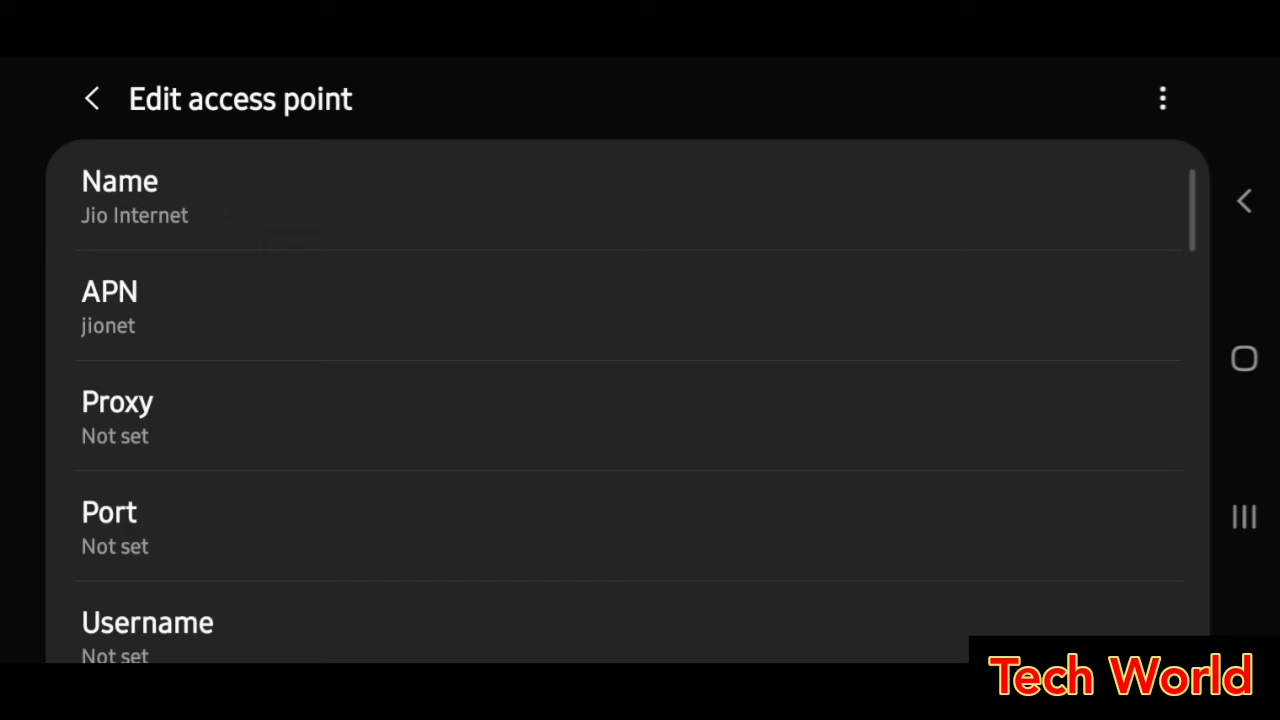 Edit access point
Name
Jio Internet
APN
jionet
Proxy
Not set
Port
Not set
Username
Not set
Tech World